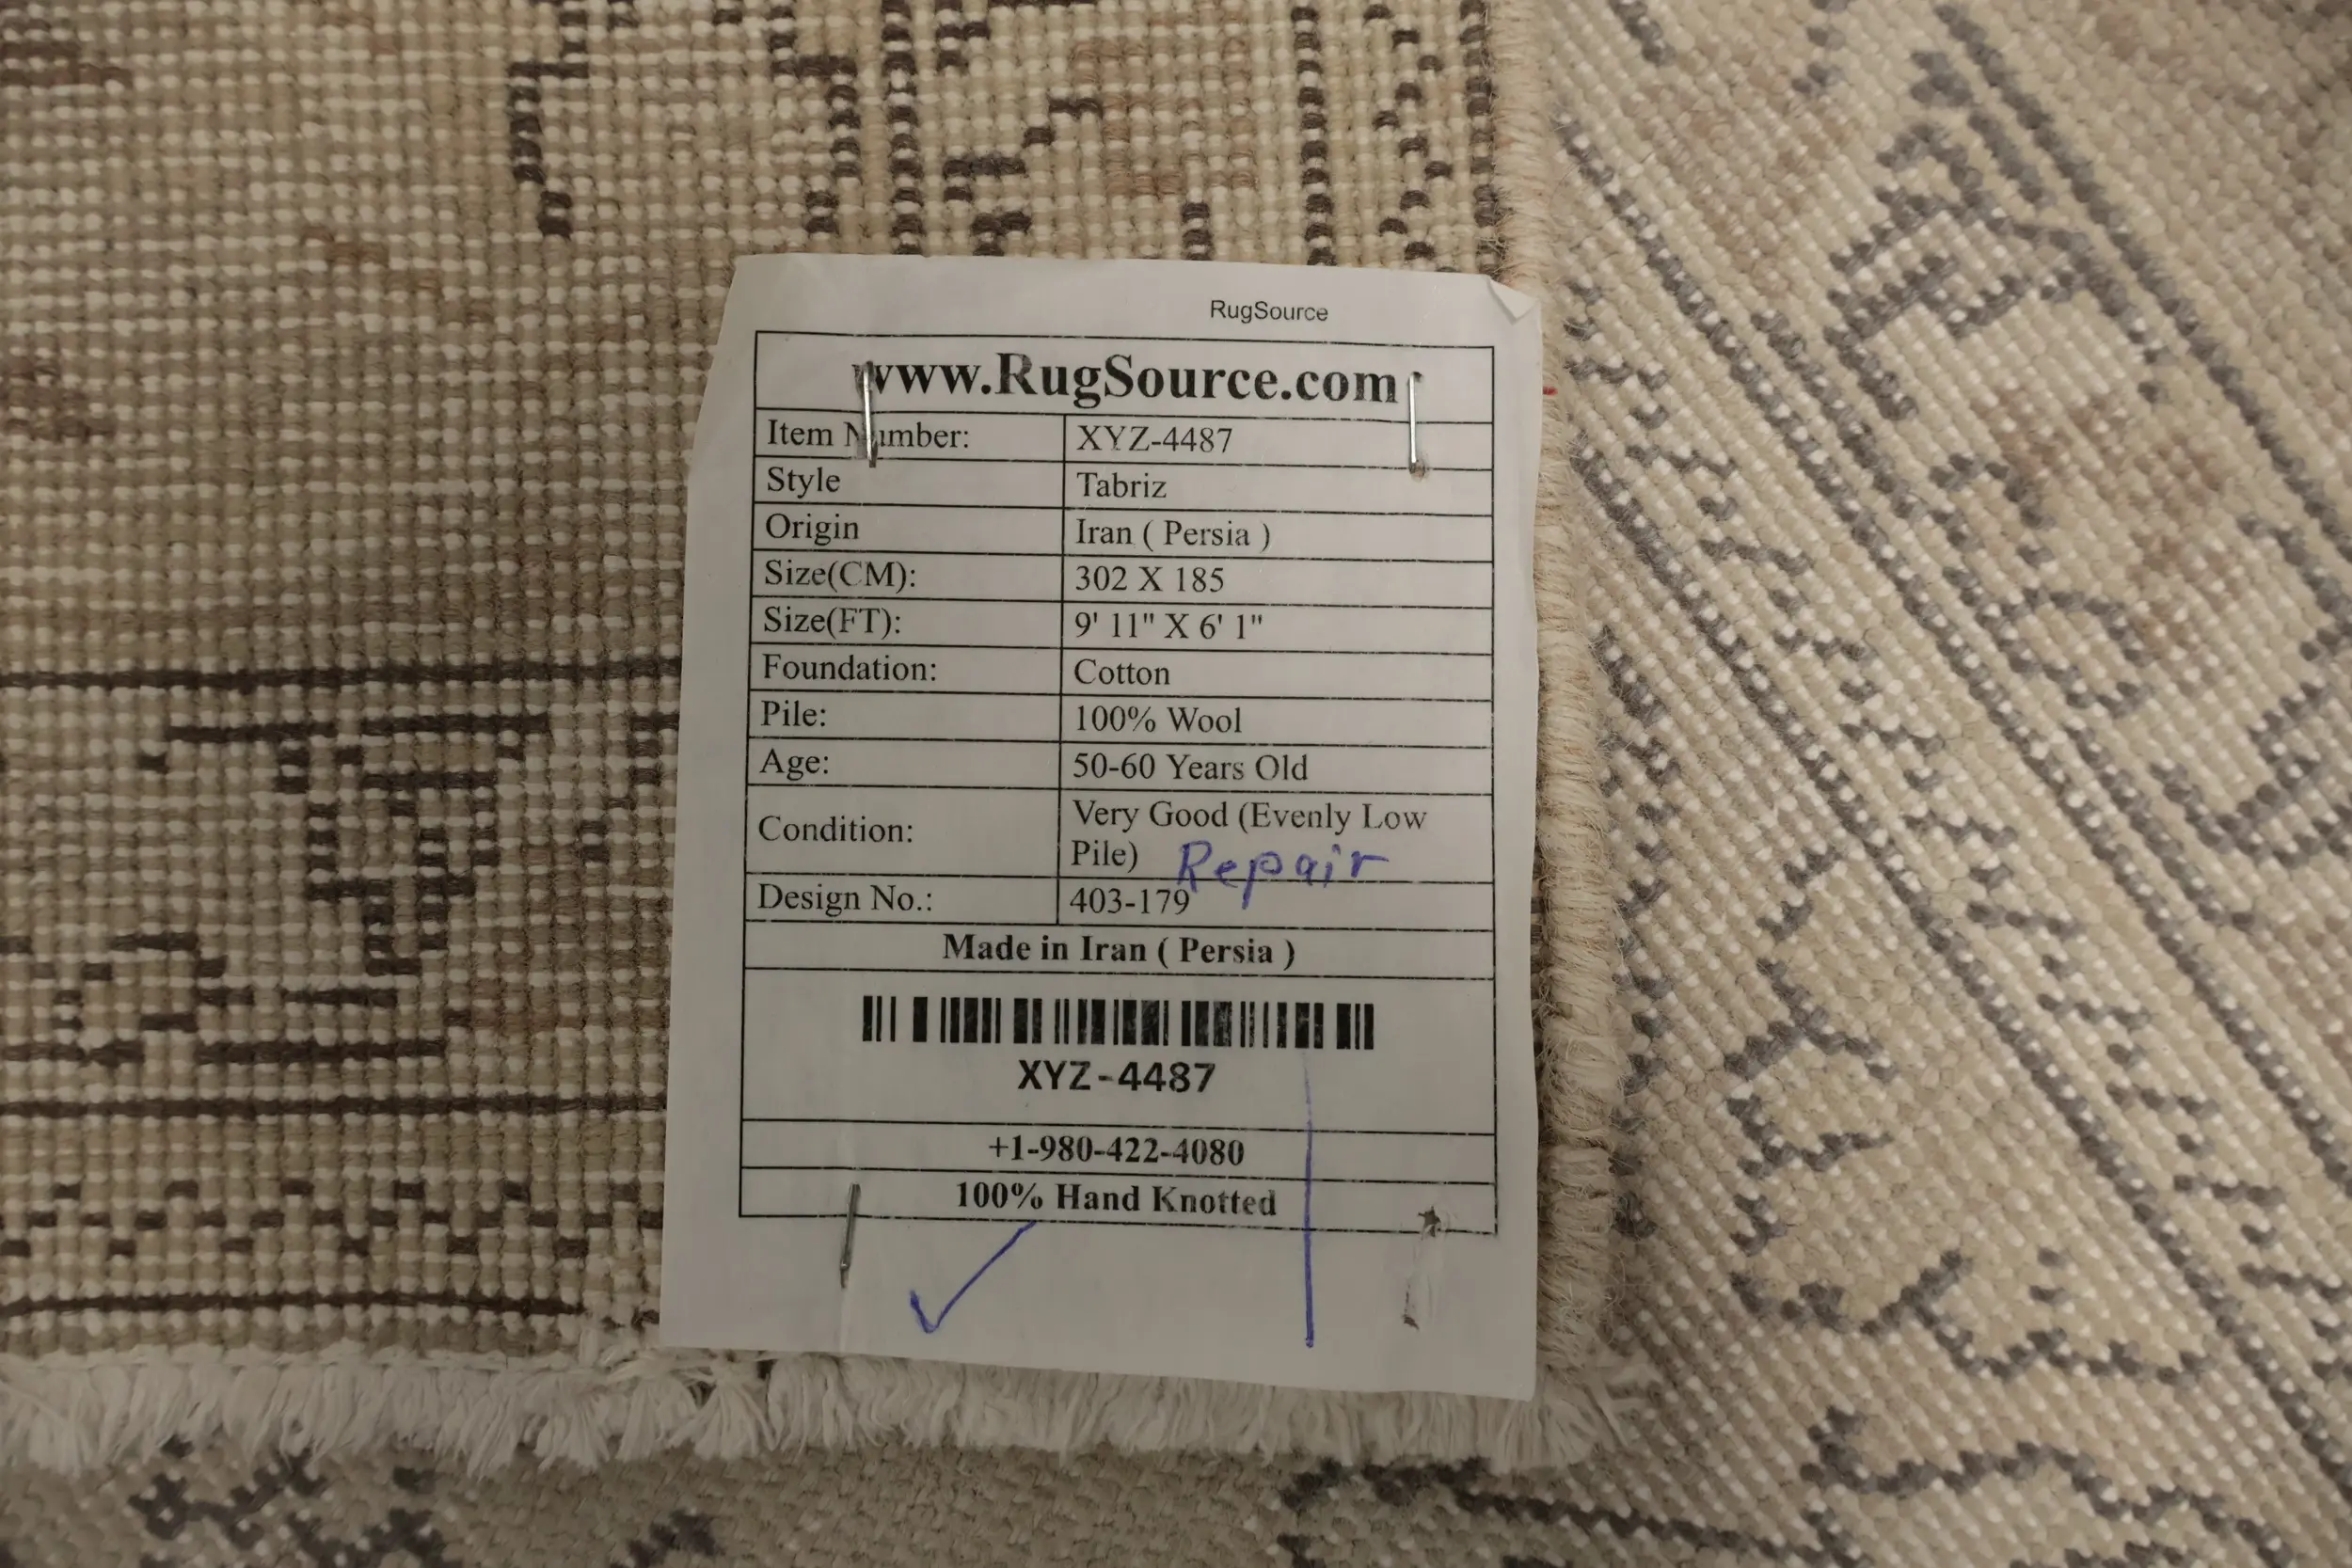 RugSource
www.RugSource.com
Item Number: XYZ-4487
Style Tabriz
Origin Iran ( Persia )
Size(CM): 302 X 185
Size(FT): 9' 11" X 6' 1"
Foundation: Cotton
Pile: 100% Wool
Age: 50-60 Years Old
Condition: Very Good (Evenly Low
Pile) Repair
Design No.: 403-179
Made in Iran ( Persia )
XYZ-4487
+1-980-422-4080
100% Hand Knotted